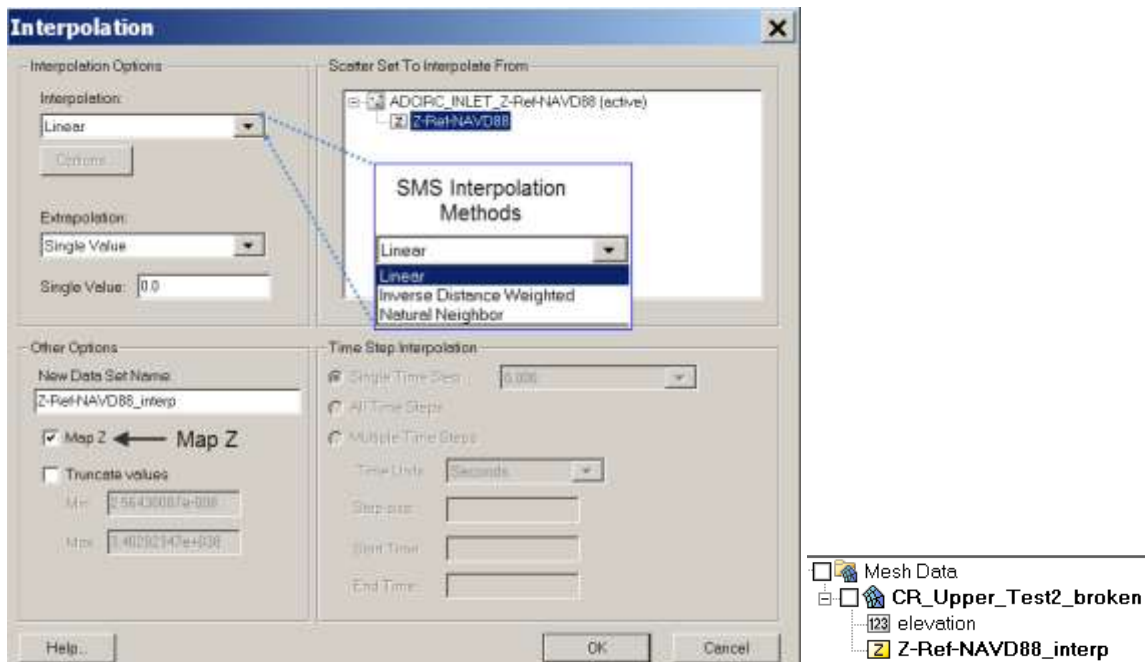 Interpolation
Interpolation Options
Interpolation:
Linear
Options...
Extrapolation:
Single Value
Single Value: 0.0
Scatter Set To Interpolate From
ADCIRC_INLET_Z-Ref-NAVD88 (active)
Z Z-Ref-NAVD88
SMS Interpolation
Methods
Linear
Linear
Inverse Distance Weighted
Natural Neighbor
Other Options
New Data Set Name
Z-Ref-NAVD88_interp
Map Z Map Z
Truncate values
Min
Max
Time Step Interpolation
Single Time Step 0.000
All Time Steps
Multiple Time Steps
Time Units Seconds
Step size
Start Time
End Time:
Help...
OK
Cancel
Mesh Data
CR_Upper_Test2_broken
123 elevation
Z Z-Ref-NAVD88_interp